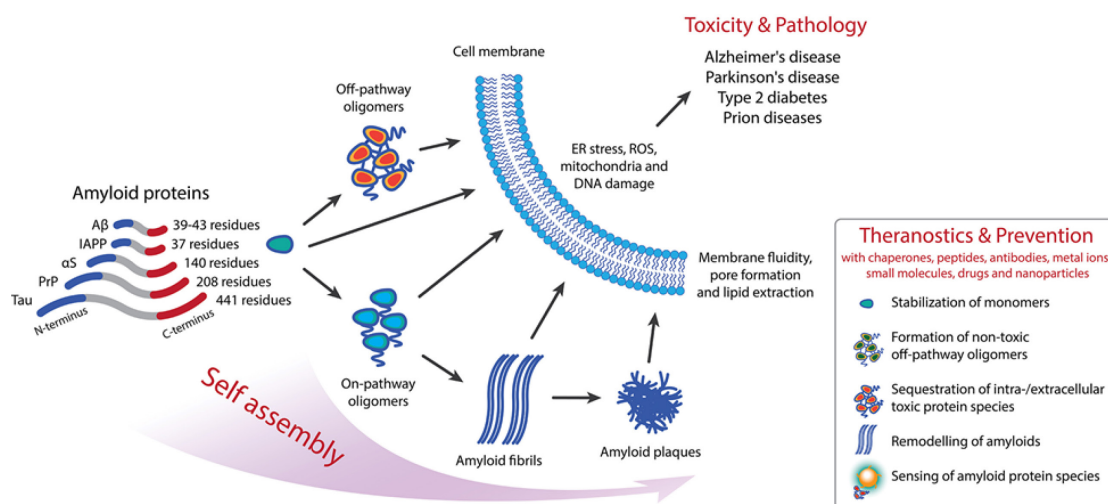 Toxicity & Pathology
Alzheimer's disease
Parkinson's disease
Type 2 diabetes
Prion diseases
Cell membrane
Off-pathway
oligomers
ER stress, ROS,
mitochondria and
DNA damage
Amyloid proteins
Aβ
39-43 residues
IAPP
37 residues
αS
140 residues
PrP
208 residues
Tau
441 residues
N-terminus
C-terminus
Membrane fluidity,
pore formation
and lipid extraction
On-pathway
oligomers
Self assembly
Amyloid fibrils
Amyloid plaques
Theranostics & Prevention
with chaperones, peptides, antibodies, metal ions
small molecules, drugs and nanoparticles
Stabilization of monomers
Formation of non-toxic
off-pathway oligomers
Sequestration of intra-/extracellular
toxic protein species
Remodelling of amyloids
Sensing of amyloid protein species